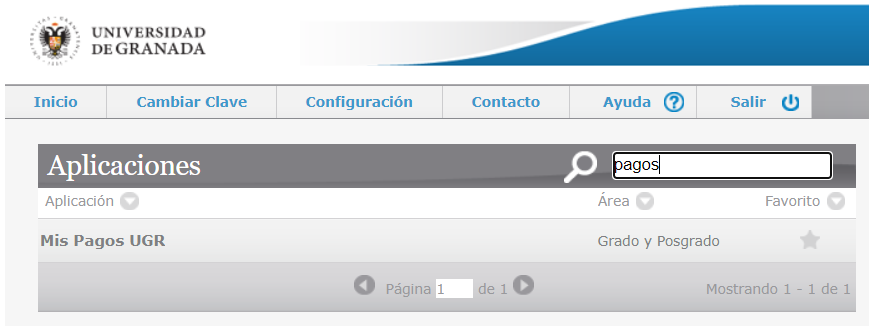 UNIVERSIDAD
DE GRANADA
Inicio Cambiar Clave Configuración Contacto Ayuda ? Salir
Aplicaciones pagos
Aplicación Área Favorito
Mis Pagos UGR Grado y Posgrado
Página 1 de 1 Mostrando 1 - 1 de 1